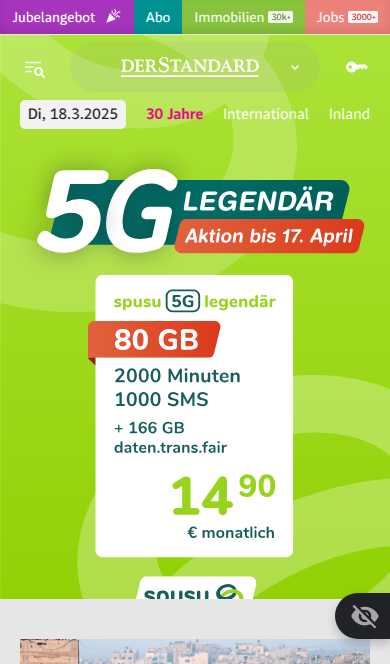 Jubelangebot Abo Immobilien 30k+ Jobs 3000+
DERSTANDARD
Di, 18.3.2025 30 Jahre International Inland
5G LEGENDÄR
Aktion bis 17. April
spusu 5G legendär
80 GB
2000 Minuten
1000 SMS
+ 166 GB
daten.trans.fair
14 90
€ monatlich
spusu